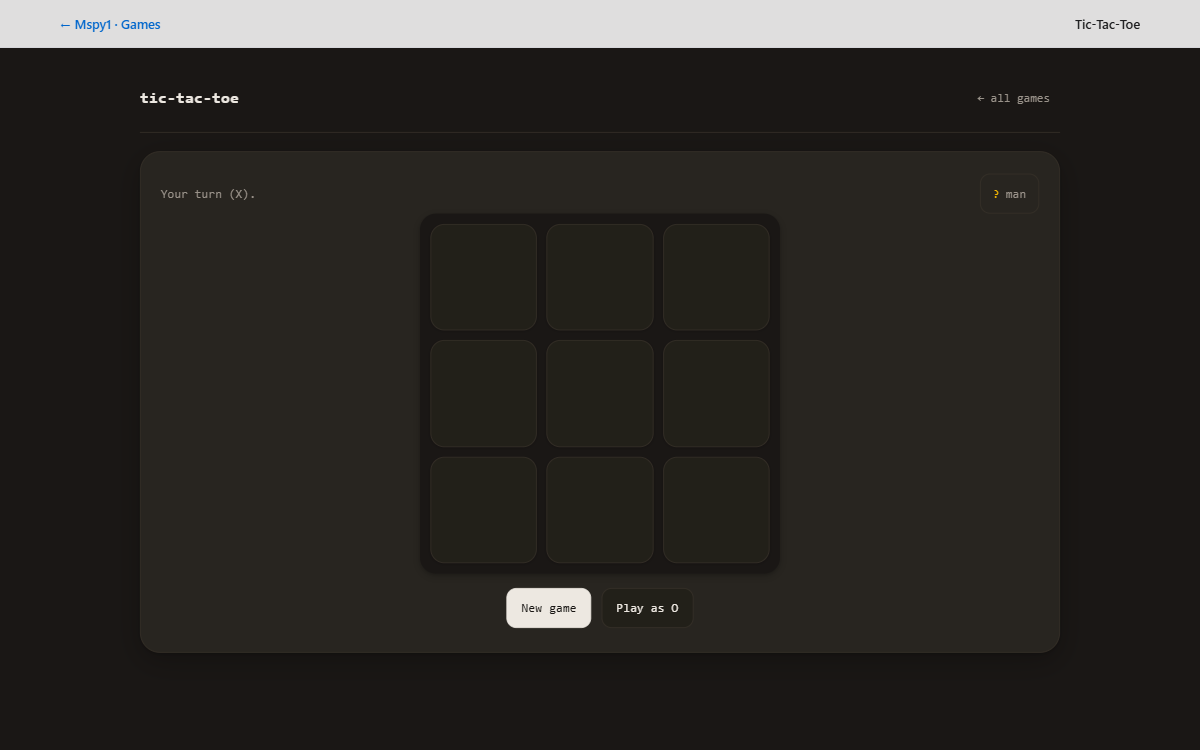 ← Mspy1 · Games
Tic-Tac-Toe
tic-tac-toe
← all games
Your turn (X).
? man
New game
Play as O